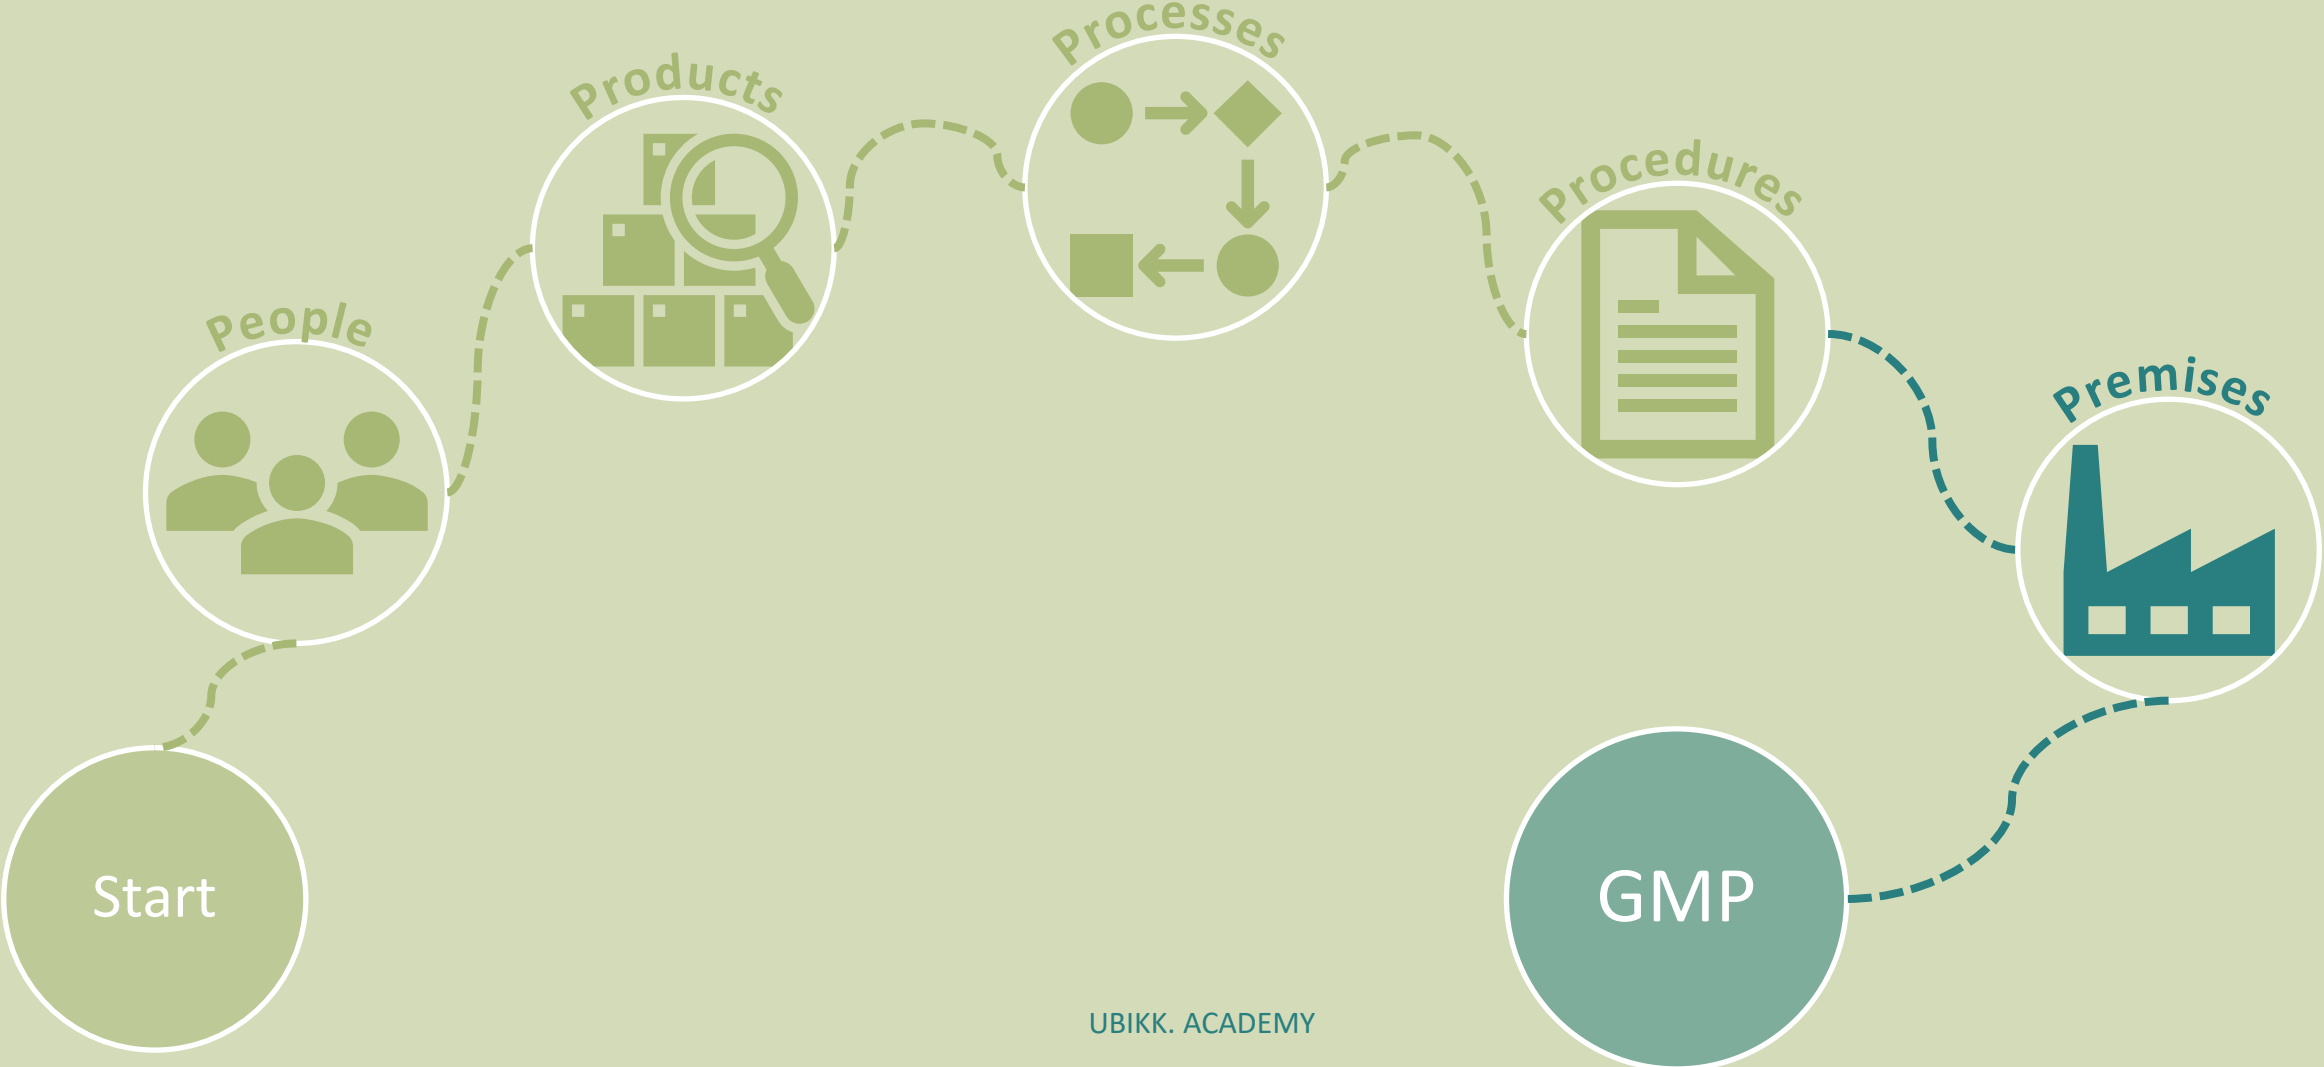 Start
People
Products
Processes
Procedures
Premises
GMP
UBIKK. ACADEMY